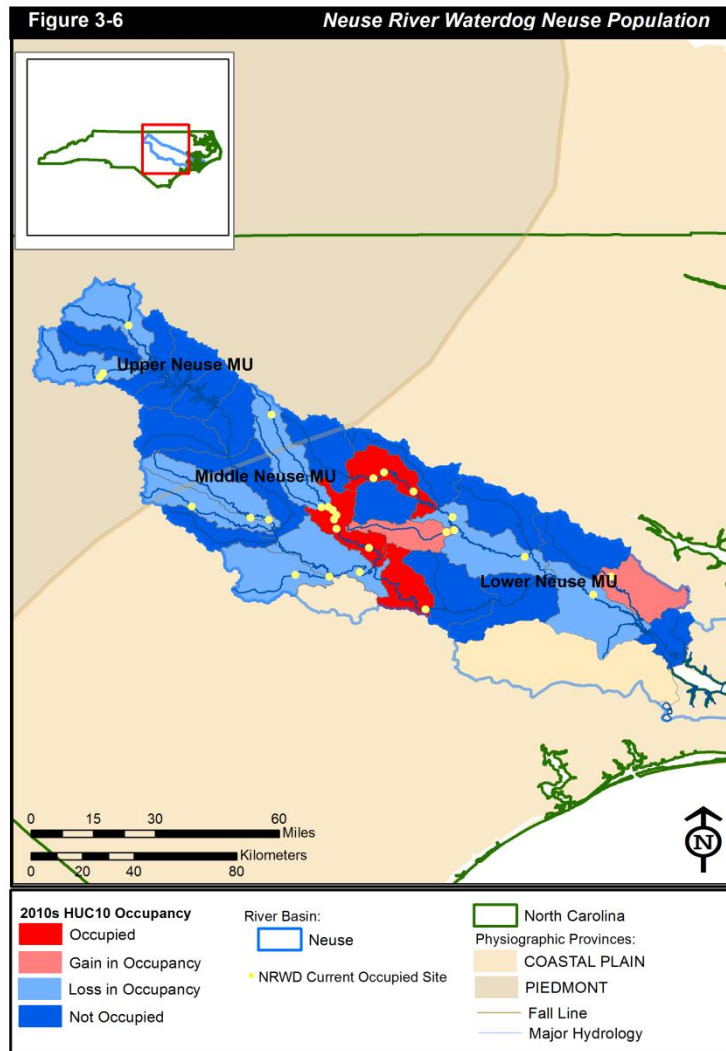 Figure 3-6 Neuse River Waterdog Neuse Population
Upper Neuse MU
Middle Neuse MU
Lower Neuse MU
0 15 30 60
Miles
Kilometers
0 20 40 80
N
2010s HUC10 Occupancy
Occupied
Gain in Occupancy
Loss in Occupancy
Not Occupied
River Basin:
Neuse
NRWD Current Occupied Site
North Carolina
Physiographic Provinces:
COASTAL PLAIN
PIEDMONT
Fall Line
Major Hydrology